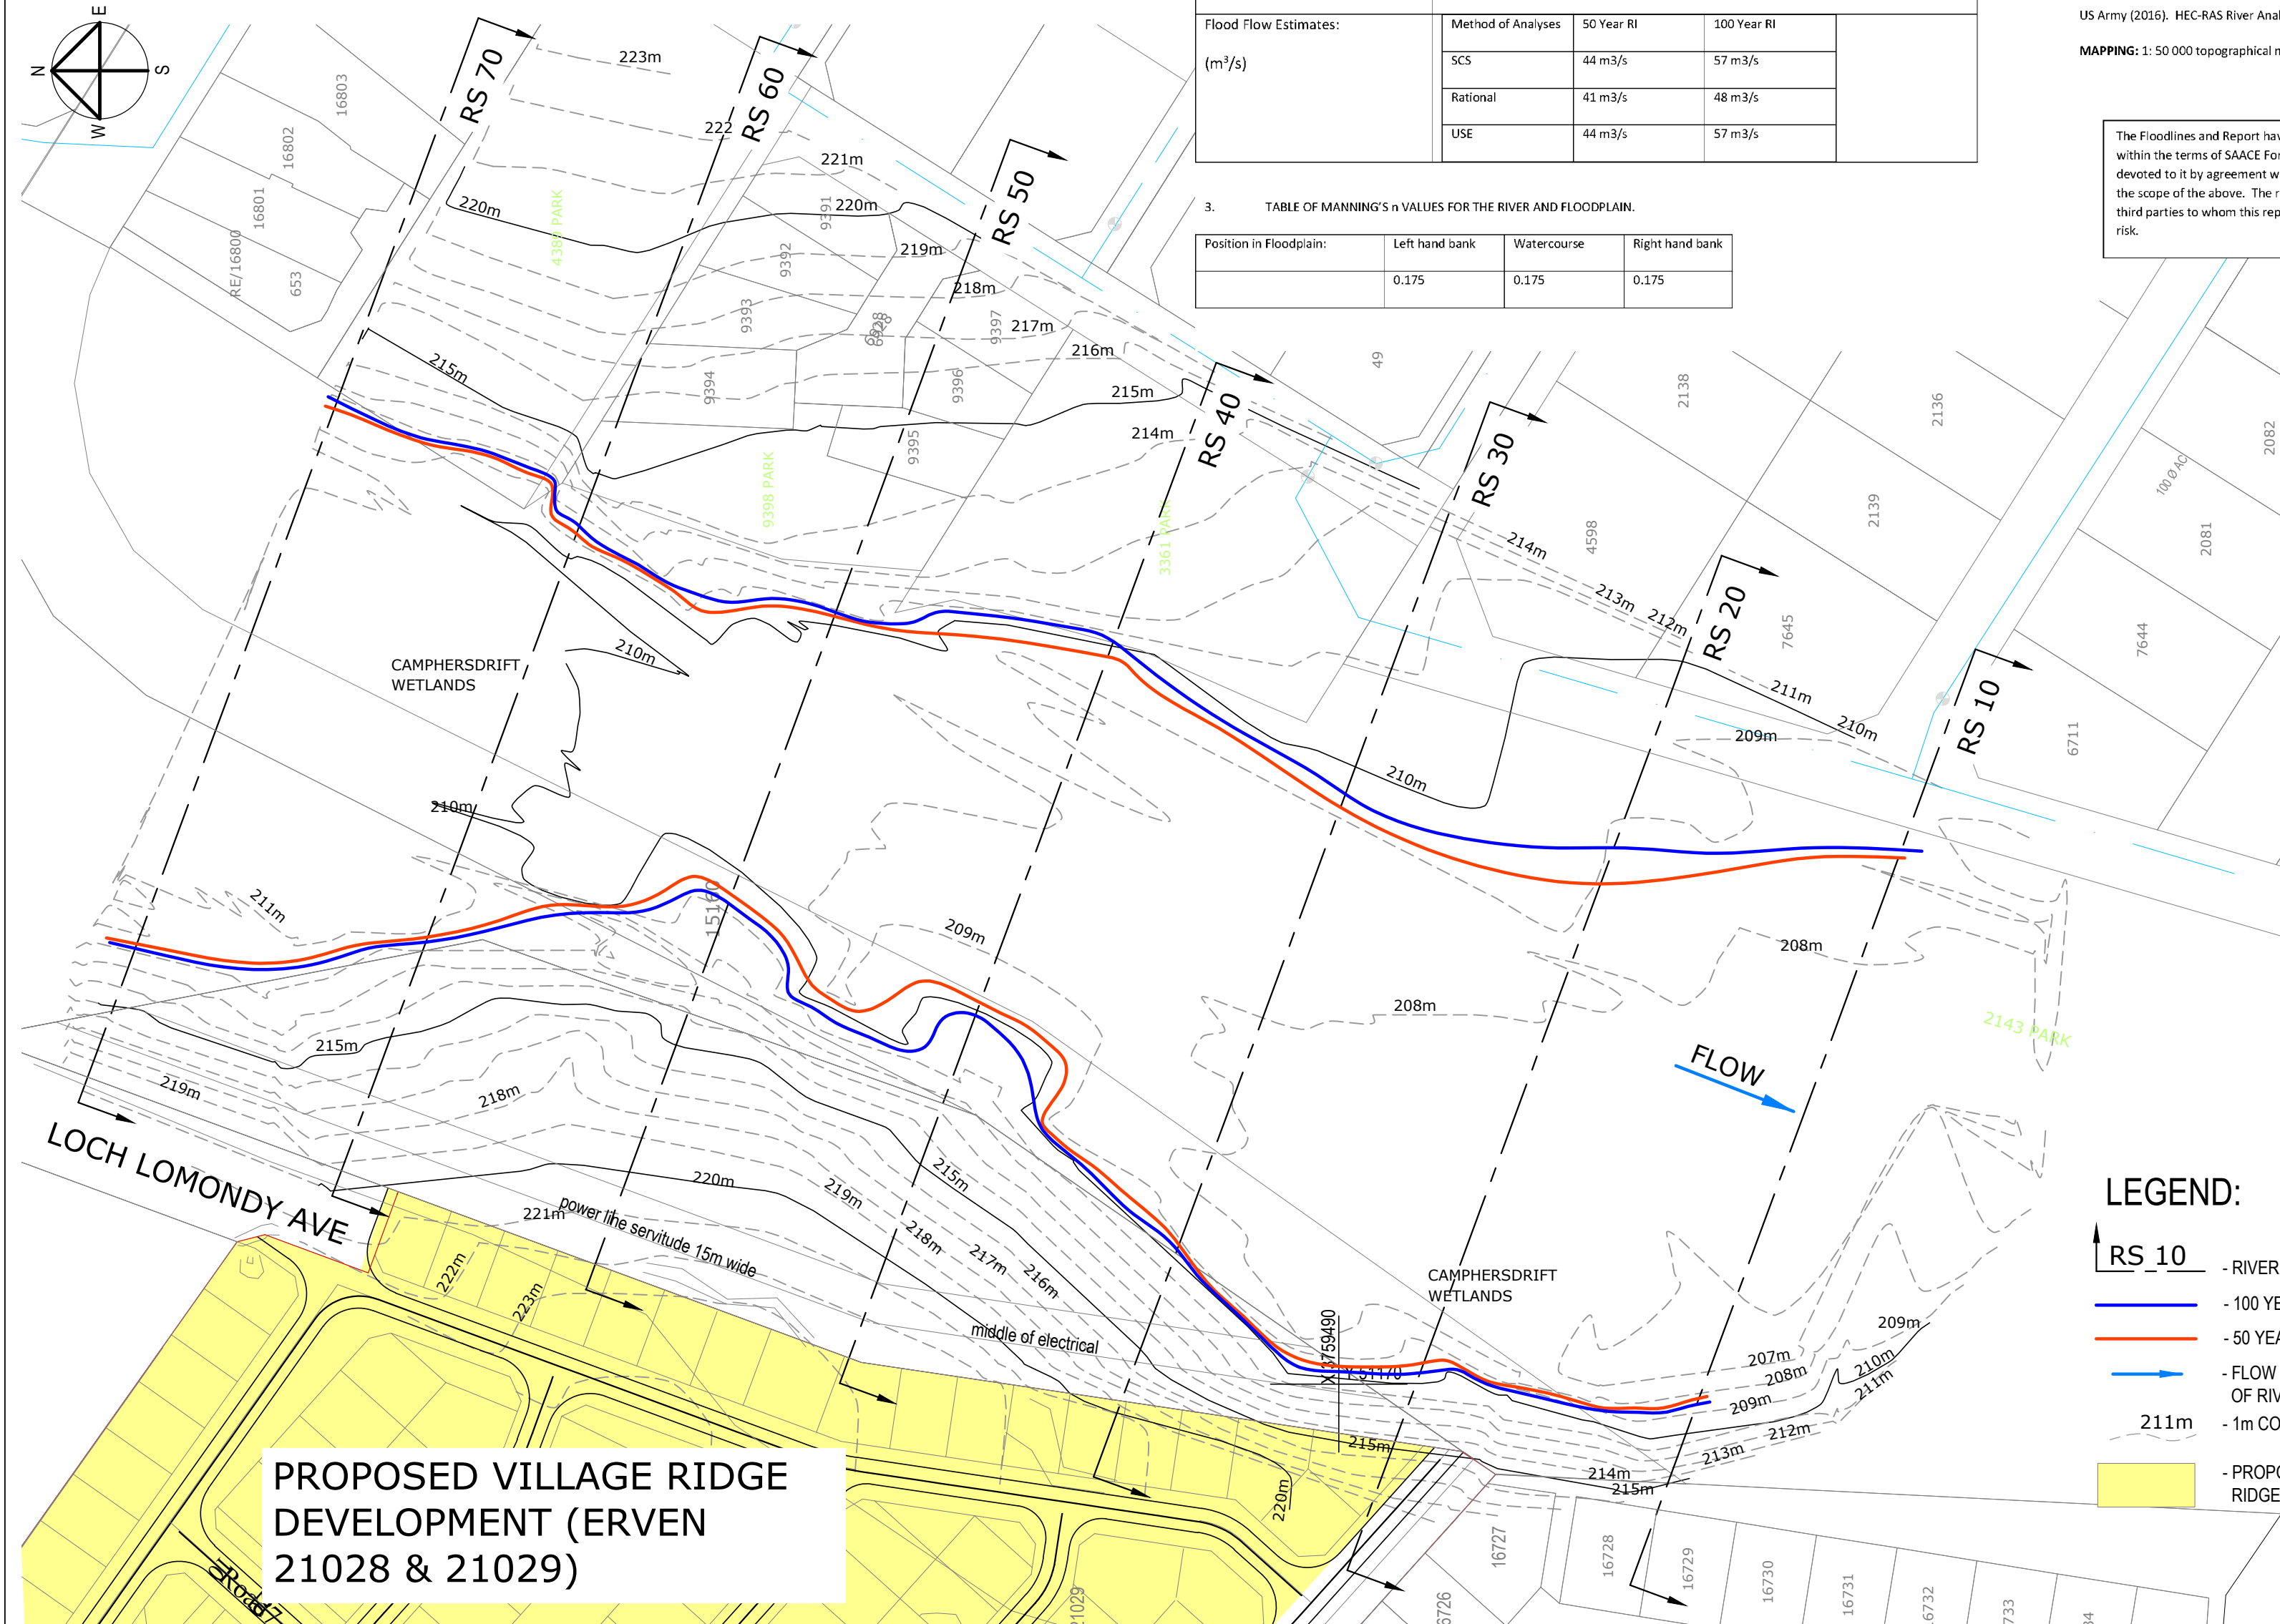 E
N
S
W
Flood Flow Estimates:
(m³/s)
Method of Analyses 50 Year RI 100 Year RI
SCS 44 m3/s 57 m3/s
Rational 41 m3/s 48 m3/s
USE 44 m3/s 57 m3/s
3. TABLE OF MANNING'S n VALUES FOR THE RIVER AND FLOODPLAIN.
Position in Floodplain: Left hand bank Watercourse Right hand bank
0.175 0.175 0.175
US Army (2016). HEC-RAS River
MAPPING: 1: 50 000 topographical
The Floodlines and Report
within the terms of SAACE
devoted to it by agreement
the scope of the above. The
third parties to whom this
risk.
RS 70
RS 60
RS 50
RS 40
RS 30
RS 20
RS 10
223m
222
221m
220m
220m
219m
218m
217m
216m
215m
215m
214m
16803
16802
16801
RE/16800
653
4388 PARK
9391
9392
9393
9394
6928
9397
9396
9395
9398 PARK
3361 PARK
49
2138
2136
2139
4598
2082
2081
100 Ø AC
7645
7644
6711
214m
213m
212m
211m
210m
209m
210m
CAMPHERSDRIFT
WETLANDS
210m
210m
211m
15160
209m
208m
208m
2143 PARK
FLOW
215m
219m
218m
LOCH LOMONDY AVE
220m
221m
222m
223m
power line servitude 15m wide
219m
215m
218m
217m
216m
middle of electrical
X 3759490
Y 51170
CAMPHERSDRIFT
WETLANDS
207m
208m
209m
209m
210m
211m
212m
213m
214m
215m
215m
220m
PROPOSED VILLAGE RIDGE
DEVELOPMENT (ERVEN
21028 & 21029)
21029
16727
16728
16729
16730
16731
LEGEND:
RS 10 - RIVER
- 100
- 50
- FLOW
211m - 1m
RIDGE